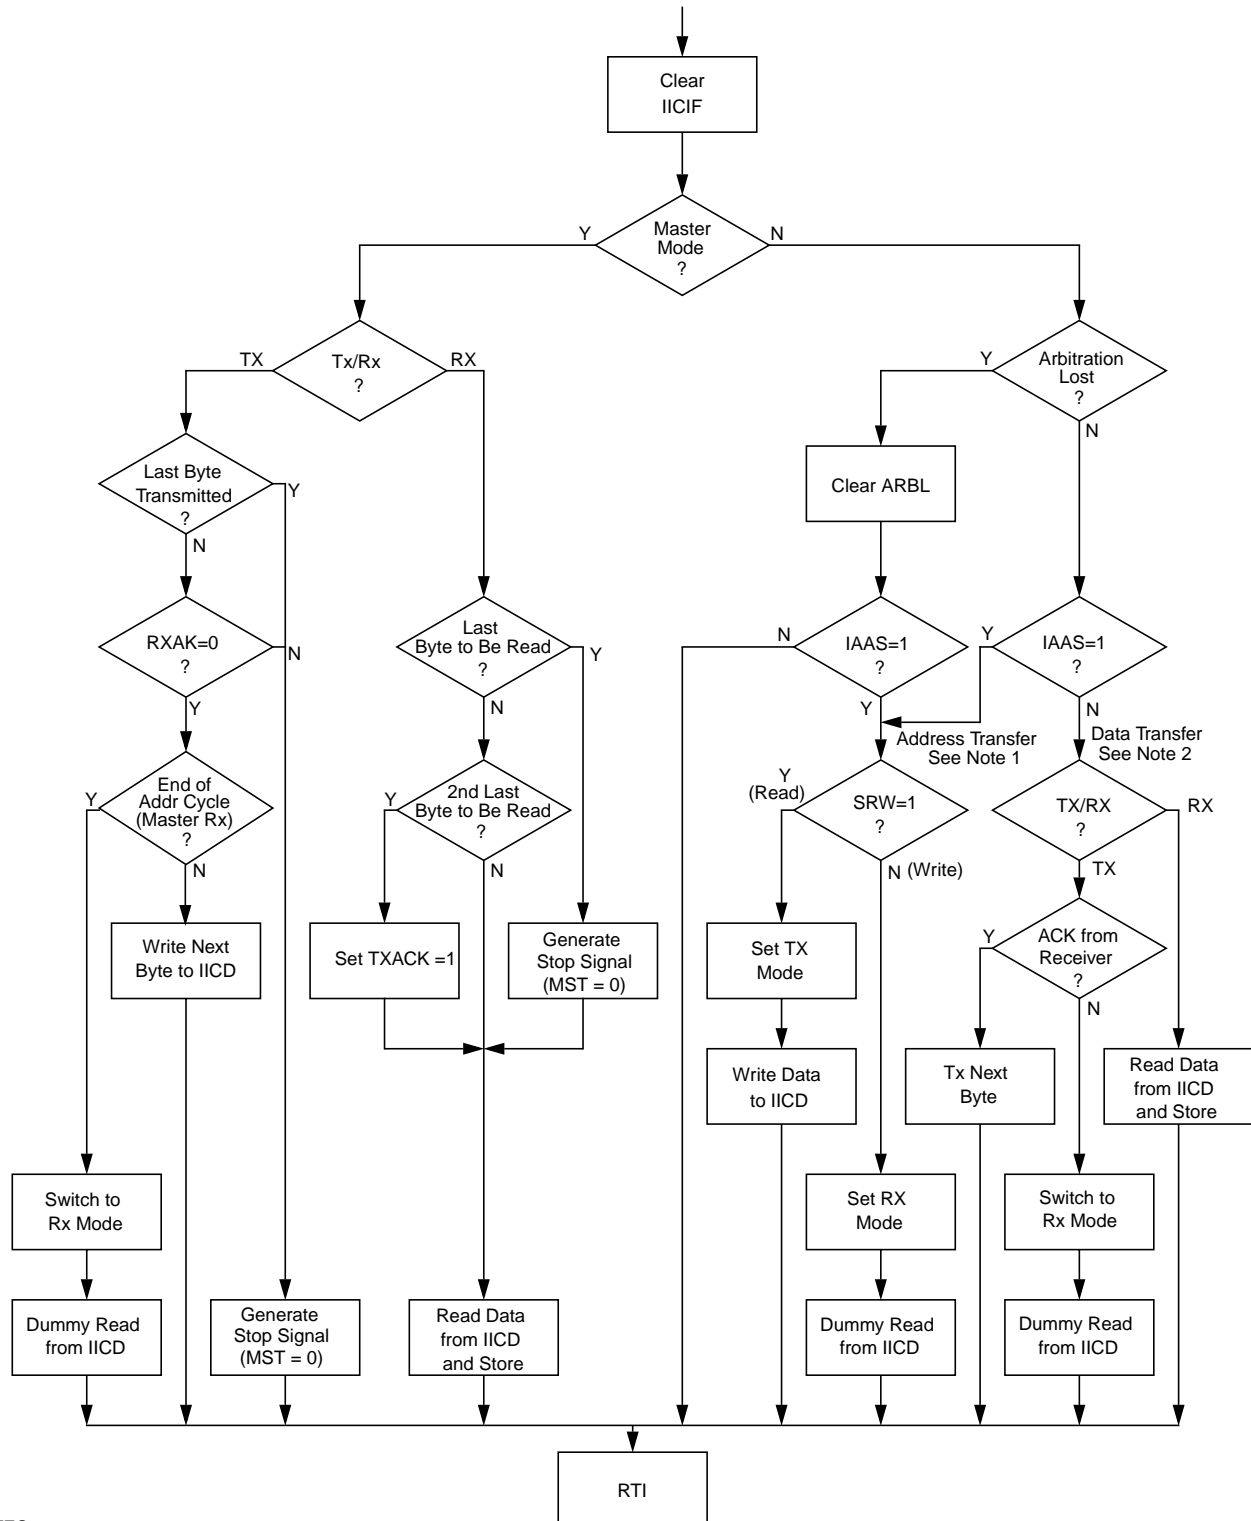 Clear
IICIF
Master
Mode
?
Y
N
Tx/Rx
?
TX
RX
Arbitration
Lost
?
Y
N
Last Byte
Transmitted
?
Y
N
Clear ARBL
RXAK=0
?
N
Y
Last
Byte to Be Read
?
Y
N
IAAS=1
?
N
Y
IAAS=1
?
Y
N
Address Transfer
See Note 1
Data Transfer
See Note 2
End of
Addr Cycle
(Master Rx)
?
Y
N
2nd Last
Byte to Be Read
?
Y
N
SRW=1
?
Y
(Read)
N (Write)
TX/RX
?
RX
TX
Write Next
Byte to IICD
Set TXACK =1
Generate
Stop Signal
(MST = 0)
Set TX
Mode
ACK from
Receiver
?
Y
N
Write Data
to IICD
Tx Next
Byte
Read Data
from IICD
and Store
Switch to
Rx Mode
Set RX
Mode
Switch to
Rx Mode
Dummy Read
from IICD
Generate
Stop Signal
(MST = 0)
Read Data
from IICD
and Store
Dummy Read
from IICD
Dummy Read
from IICD
RTI